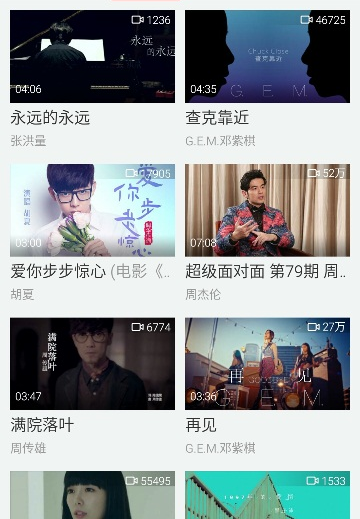 1236
永远
的永远
04:06
永远的永远
张洪量
46725
Chuck Close
查克靠近
04:35
G.E.M.
查克靠近
G.E.M.邓紫棋
7905
爱你步步惊心
演唱 胡夏
03:00
爱你步步惊心 (电影《..
胡夏
52万
07:08
超级面对面 第79期 周..
周杰伦
6774
满院落叶
03:47
满院落叶
周传雄
27万
再见
GOODBYE
03:36
G.E.M.
再见
G.E.M.邓紫棋
55495
1533